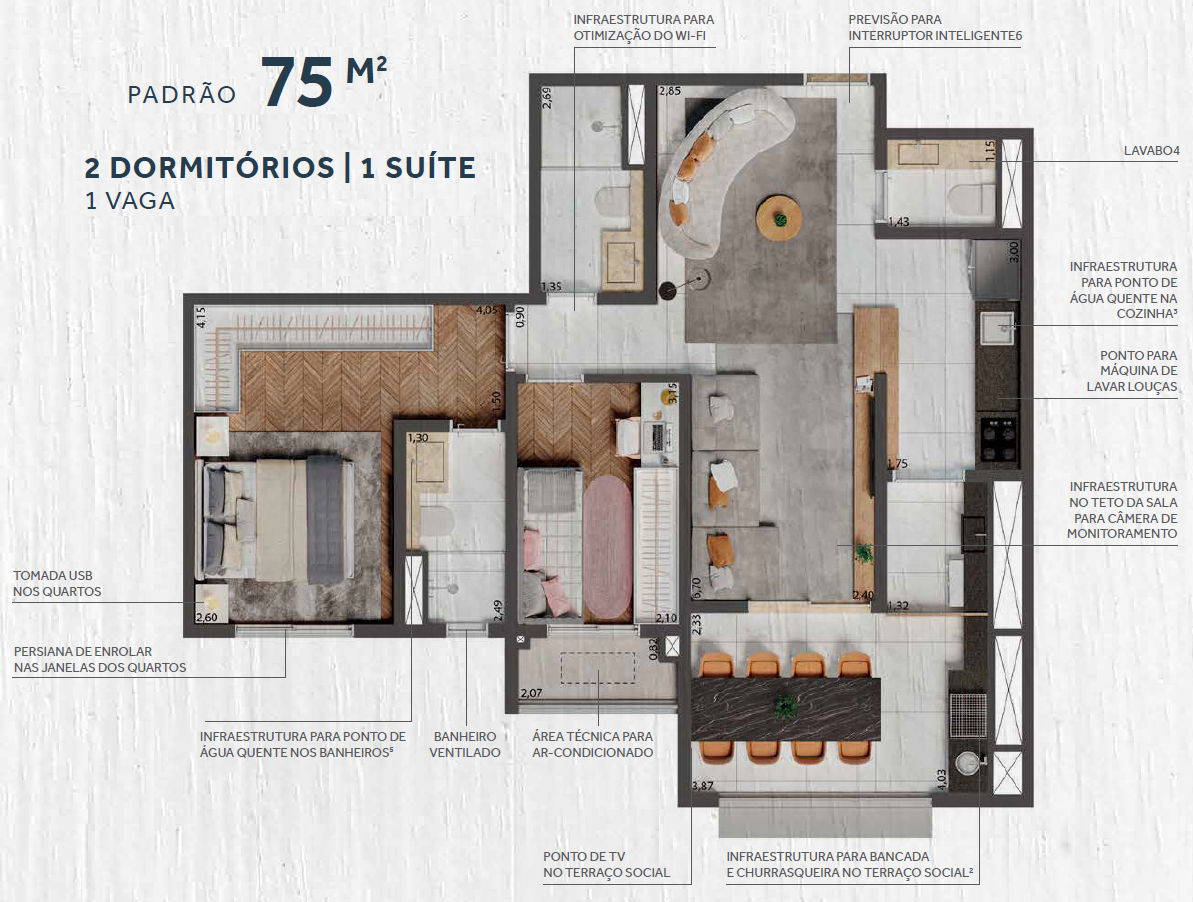 INFRAESTRUTURA PARA
OTIMIZAÇÃO DO WI-FI
PREVISÃO PARA
INTERRUPTOR INTELIGENTE6
PADRÃO 75 M²
2 DORMITÓRIOS | 1 SUÍTE
1 VAGA
2,69
2,85
1,15
LAVABO4
1,43
3,00
INFRAESTRUTURA
PARA PONTO DE
ÁGUA QUENTE NA
COZINHA³
1,35
4,15
4,05
0,90
PONTO PARA
MÁQUINA DE
LAVAR LOUÇAS
1,50
3,15
1,30
1,75
INFRAESTRUTURA
NO TETO DA SALA
PARA CÂMERA DE
MONITORAMENTO
TOMADA USB
NOS QUARTOS
2,60
2,49
2,10
6,70
2,40
1,32
2,33
PERSIANA DE ENROLAR
NAS JANELAS DOS QUARTOS
0,82
2,07
INFRAESTRUTURA PARA PONTO DE
ÁGUA QUENTE NOS BANHEIROS⁵
BANHEIRO
VENTILADO
ÁREA TÉCNICA PARA
AR-CONDICIONADO
3,87
4,03
PONTO DE TV
NO TERRAÇO SOCIAL
INFRAESTRUTURA PARA BANCADA
E CHURRASQUEIRA NO TERRAÇO SOCIAL²